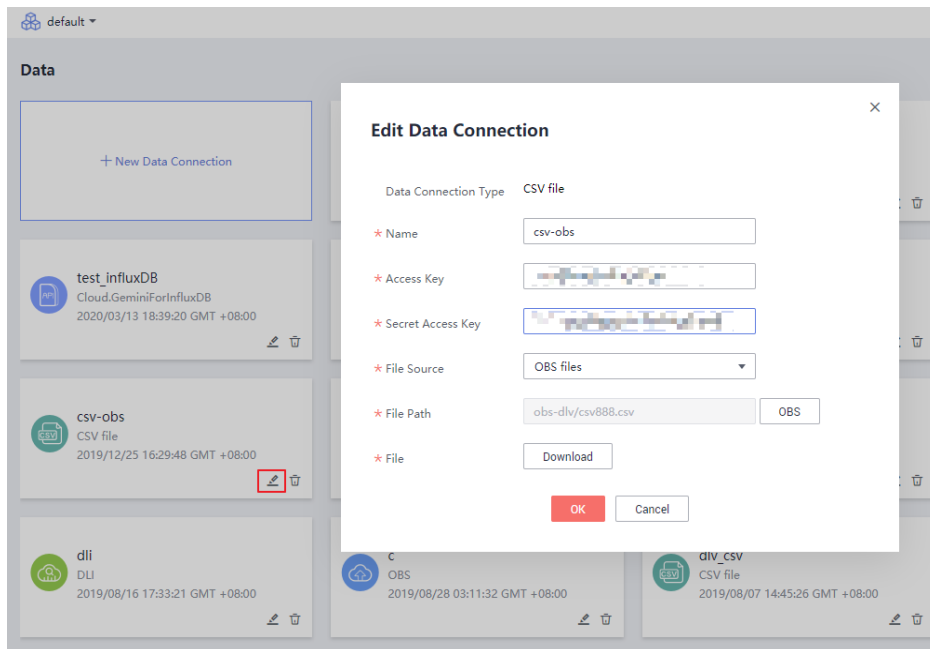 default
Data
+ New Data Connection
test_influxDB
Cloud.GeminiForInfluxDB
2020/03/13 18:39:20 GMT +08:00
csv-obs
CSV file
2019/12/25 16:29:48 GMT +08:00
dli
DLI
2019/08/16 17:33:21 GMT +08:00
c
OBS
2019/08/28 03:11:32 GMT +08:00
dlv_csv
CSV file
2019/08/07 14:45:26 GMT +08:00
API
CSV
CSV
Edit Data Connection
Data Connection Type CSV file
* Name csv-obs
* Access Key
* Secret Access Key
* File Source OBS files
* File Path obs-dlv/csv888.csv OBS
* File Download
OK Cancel